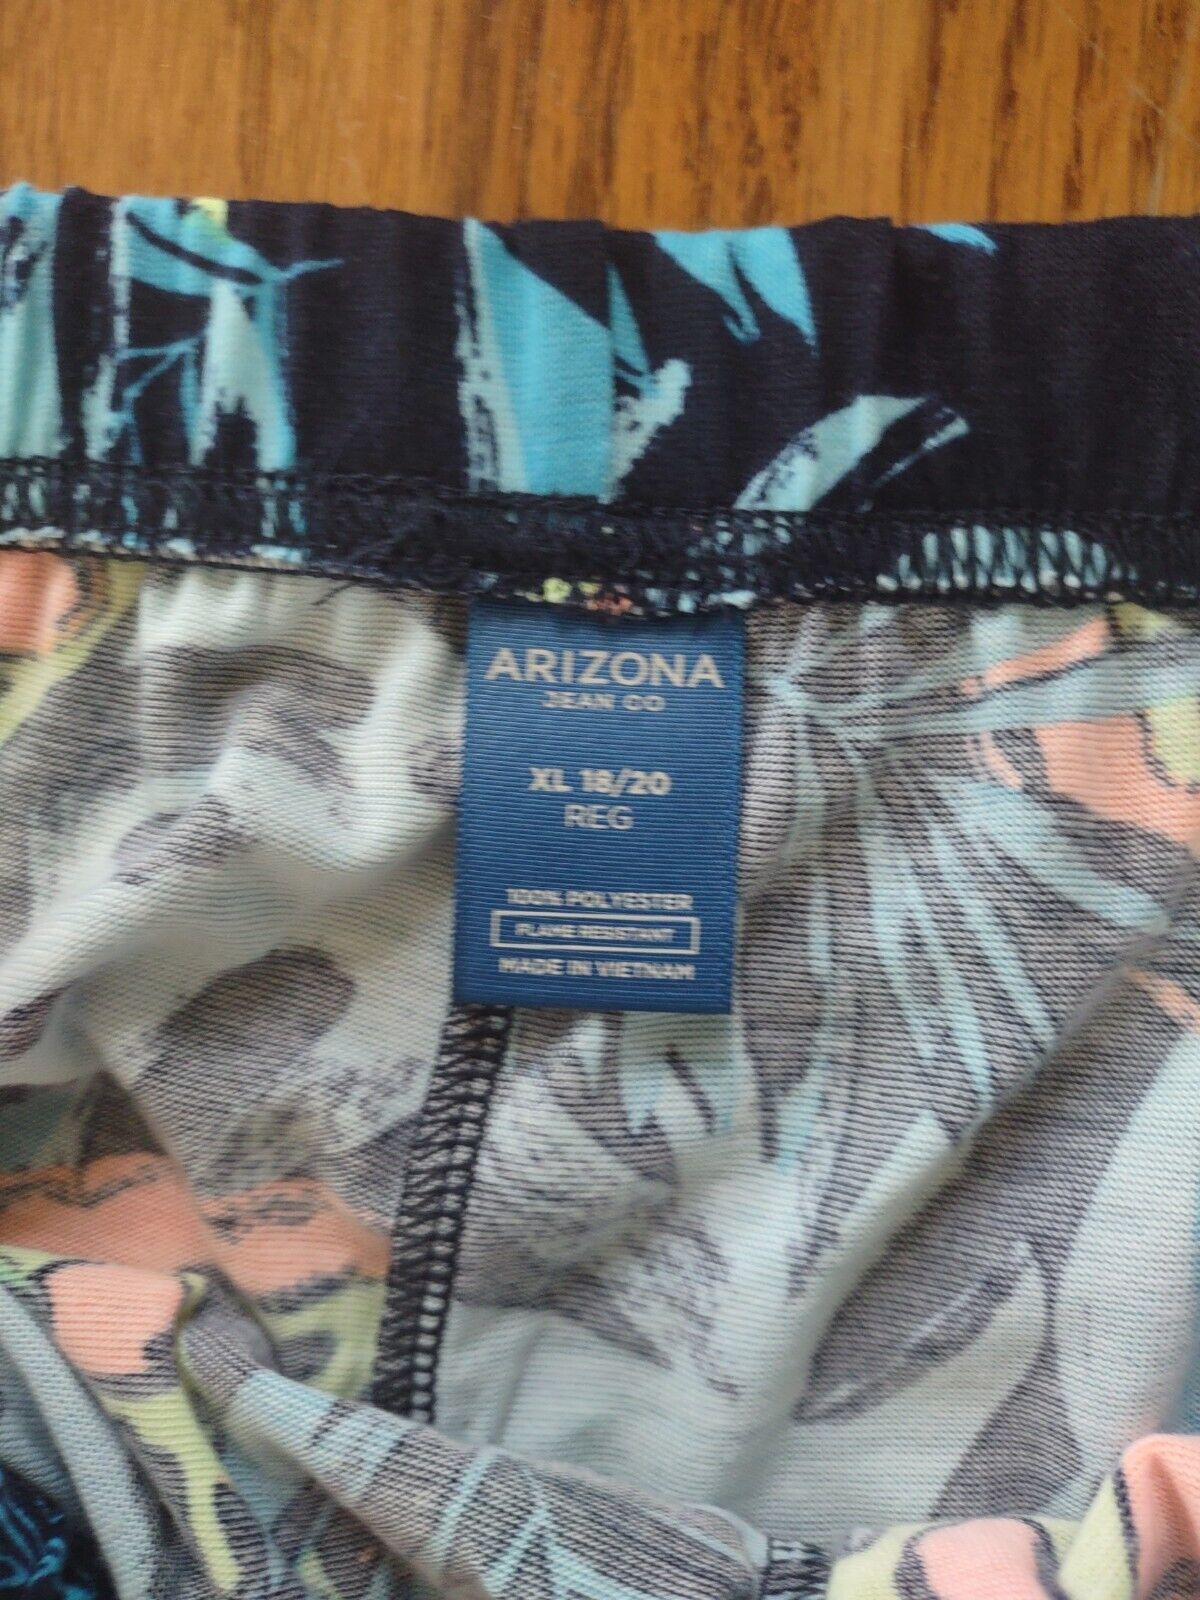 ARIZONA
JEAN CO
XL 18/20
REG
100% POLYESTER
FLAME RESISTANT
MADE IN VIETNAM